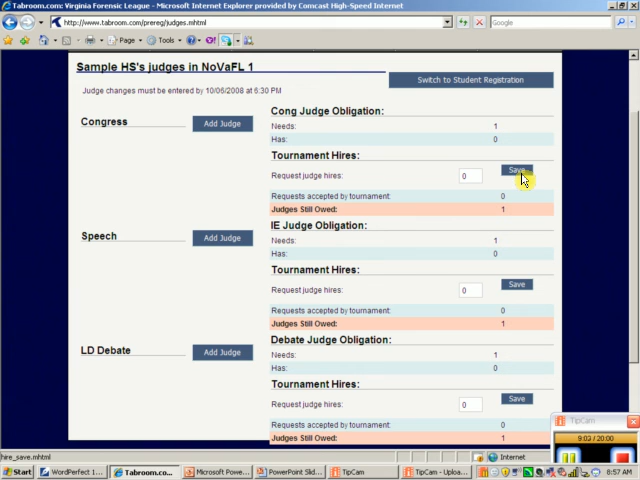 Tabroom.com: Virginia Forensic League - Microsoft Internet Explorer provided by Comcast High-Speed Internet
http://www.tabroom.com/prereg/judges.mhtml
Google
Page
Tools
Sample HS's judges in NoVaFL 1
Switch to Student Registration
Judge changes must be entered by 10/06/2008 at 6:30 PM
Congress
Add Judge
Cong Judge Obligation:
Needs: 1
Has: 0
Tournament Hires:
Request judge hires: 0 Save
Requests accepted by tournament: 0
Judges Still Owed: 1
Speech
Add Judge
IE Judge Obligation:
Needs: 1
Has: 0
Tournament Hires:
Request judge hires: 0 Save
Requests accepted by tournament: 0
Judges Still Owed: 1
LD Debate
Add Judge
Debate Judge Obligation:
Needs: 1
Has: 0
Tournament Hires:
Request judge hires: 0 Save
Requests accepted by tournament: 0
Judges Still Owed: 1
TipCam
hire_save.mhtml
Internet
Start
WordPerfect 1...
Tabroom.co...
Microsoft Powe...
PowerPoint Slid...
TipCam
TipCam - Uploa...
8:57 AM